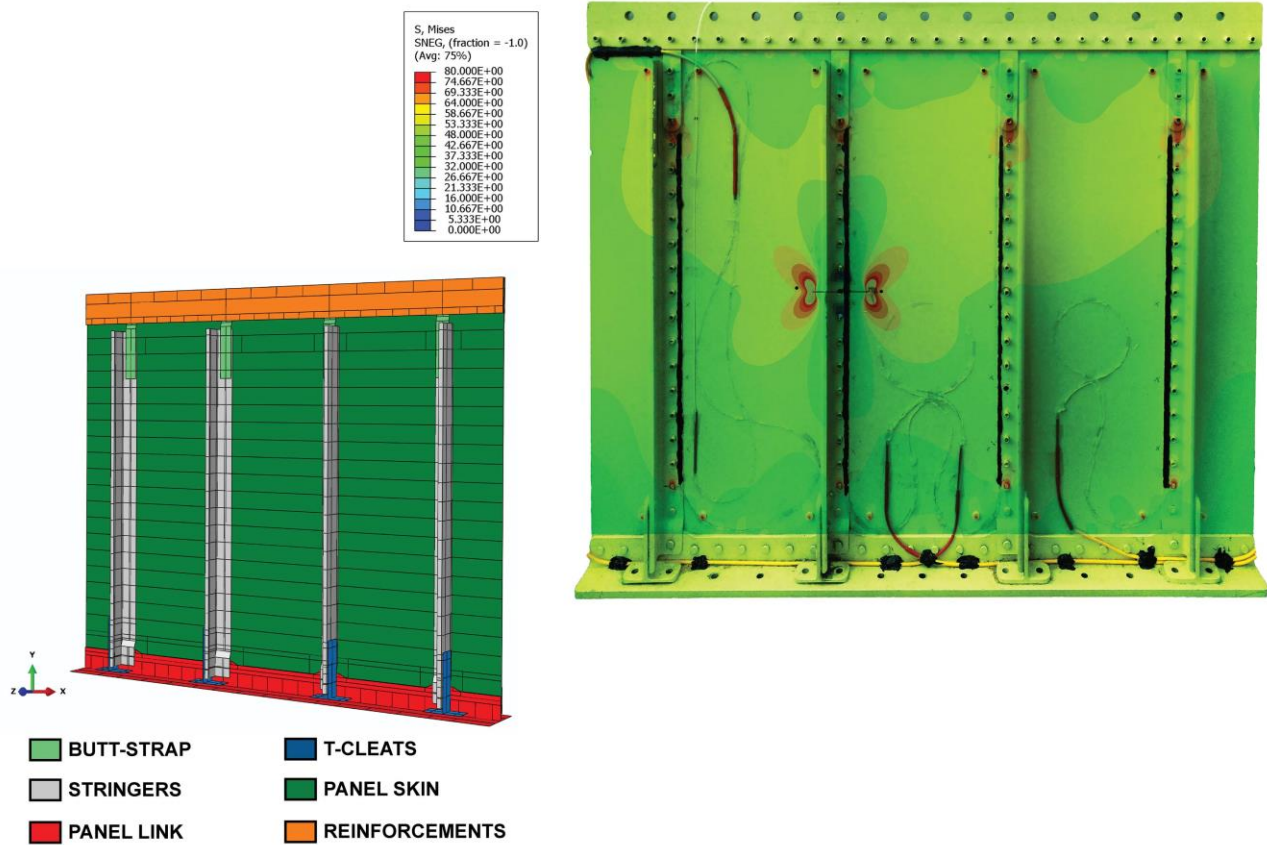 S, Mises
SNEG, (fraction = -1.0)
(Avg: 75%)
80.000E+00
74.667E+00
69.333E+00
64.000E+00
58.667E+00
53.333E+00
48.000E+00
42.667E+00
37.333E+00
32.000E+00
26.667E+00
21.333E+00
16.000E+00
10.667E+00
5.333E+00
0.000E+00
Y
Z X
BUTT-STRAP T-CLEATS
STRINGERS PANEL SKIN
PANEL LINK REINFORCEMENTS